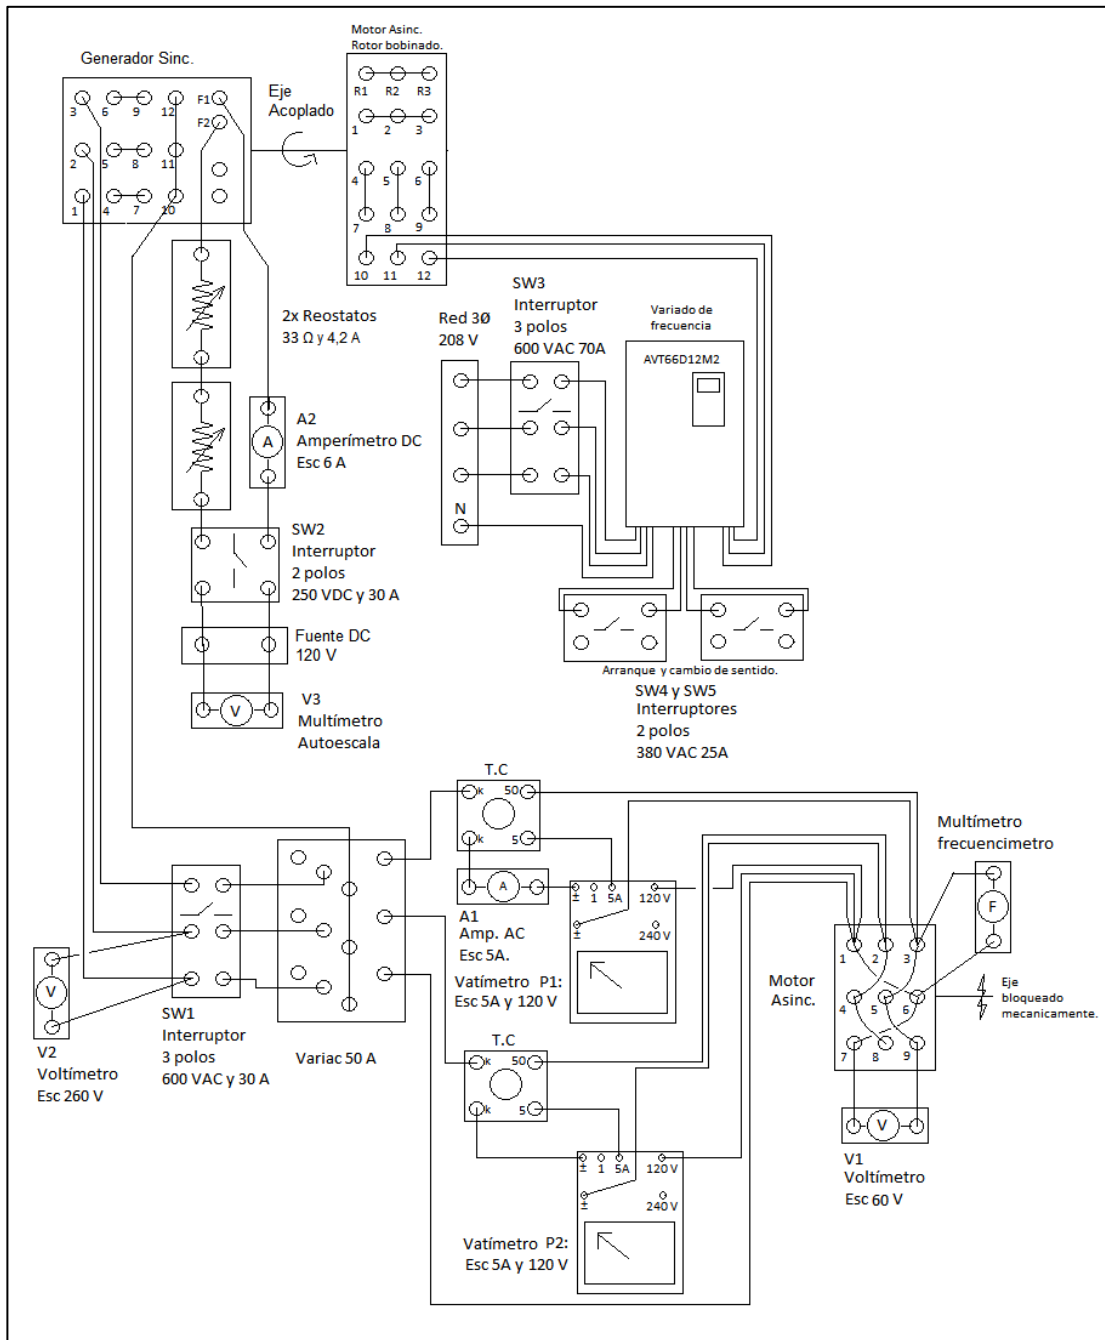 Generador Sinc.
3
6
9
12
F1
F2
2
5
8
11
1
4
7
10
Eje
Acoplado
Motor Asinc.
Rotor bobinado.
R1
R2
R3
1
2
3
4
5
6
7
8
9
10
11
12
2x Reostatos
33 Ω y 4,2 A
A
A2
Amperímetro DC
Esc 6 A
SW2
Interruptor
2 polos
250 VDC y 30 A
Fuente DC
120 V
V
V3
Multímetro
Autoescala
Red 3Ø
208 V
N
SW3
Interruptor
3 polos
600 VAC 70A
Variado de
frecuencia
AVT66D12M2
Arranque y cambio de sentido.
SW4 y SW5
Interruptores
2 polos
380 VAC 25A
T.C
k
50
k
5
A
A1
Amp. AC
Esc 5A.
±
1
5A
120 V
±
240 V
Vatímetro P1:
Esc 5A y 120 V
Multímetro
frecuencimetro
F
1
2
3
4
5
6
7
8
9
Motor
Asinc.
Eje
bloqueado
mecanicamente.
V
V1
Voltímetro
Esc 60 V
V
V2
Voltímetro
Esc 260 V
SW1
Interruptor
3 polos
600 VAC y 30 A
Variac 50 A
T.C
k
50
k
5
±
1
5A
120 V
±
240 V
Vatímetro P2:
Esc 5A y 120 V